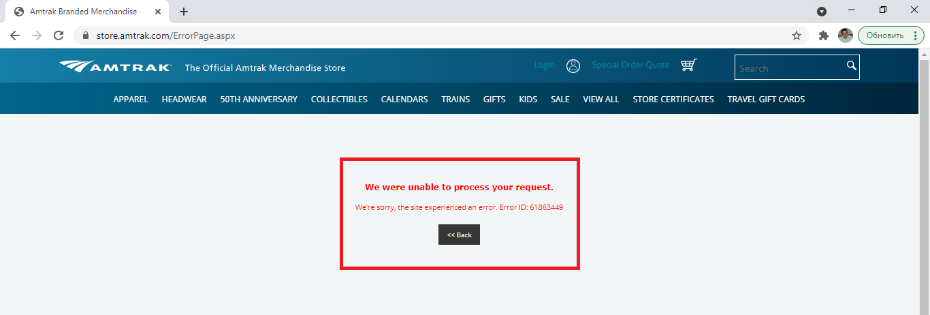 Amtrak Branded Merchandise
store.amtrak.com/ErrorPage.aspx
Обновить
AMTRAK The Official Amtrak Merchandise Store Login Special Order Quote Search
APPAREL HEADWEAR 50TH ANNIVERSARY COLLECTIBLES CALENDARS TRAINS GIFTS KIDS SALE VIEW ALL STORE CERTIFICATES TRAVEL GIFT CARDS
We were unable to process your request.
We're sorry, the site experienced an error. Error ID: 61863449
<< Back